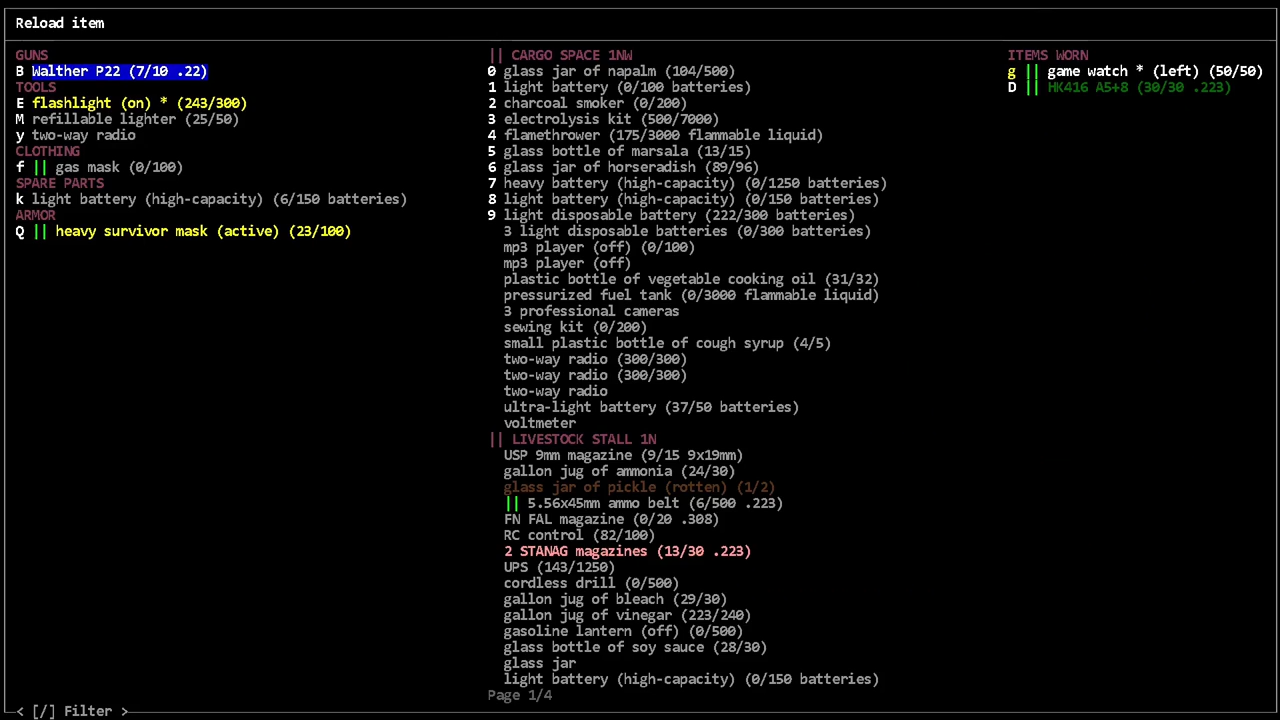 Reload item
GUNS
B Walther P22 (7/10 .22)
TOOLS
E flashlight (on) * (243/300)
M refillable lighter (25/50)
y two-way radio
CLOTHING
f || gas mask (0/100)
SPARE PARTS
k light battery (high-capacity) (6/150 batteries)
ARMOR
Q || heavy survivor mask (active) (23/100)
|| CARGO SPACE 1NW
0 glass jar of napalm (104/500)
1 light battery (0/100 batteries)
2 charcoal smoker (0/200)
3 electrolysis kit (500/7000)
4 flamethrower (175/3000 flammable liquid)
5 glass bottle of marsala (13/15)
6 glass jar of horseradish (89/96)
7 heavy battery (high-capacity) (0/1250 batteries)
8 light battery (high-capacity) (0/150 batteries)
9 light disposable battery (222/300 batteries)
3 light disposable batteries (0/300 batteries)
mp3 player (off) (0/100)
mp3 player (off)
plastic bottle of vegetable cooking oil (31/32)
pressurized fuel tank (0/3000 flammable liquid)
3 professional cameras
sewing kit (0/200)
small plastic bottle of cough syrup (4/5)
two-way radio (300/300)
two-way radio (300/300)
two-way radio
ultra-light battery (37/50 batteries)
voltmeter
|| LIVESTOCK STALL 1N
USP 9mm magazine (9/15 9x19mm)
gallon jug of ammonia (24/30)
glass jar of pickle (rotten) (1/2)
|| 5.56x45mm ammo belt (6/500 .223)
FN FAL magazine (0/20 .308)
RC control (82/100)
2 STANAG magazines (13/30 .223)
UPS (143/1250)
cordless drill (0/500)
gallon jug of bleach (29/30)
gallon jug of vinegar (223/240)
gasoline lantern (off) (0/500)
glass bottle of soy sauce (28/30)
glass jar
light battery (high-capacity) (0/150 batteries)
Page 1/4
ITEMS WORN
g || game watch * (left) (50/50)
D || HK416 A5+8 (30/30 .223)
< [/] Filter >